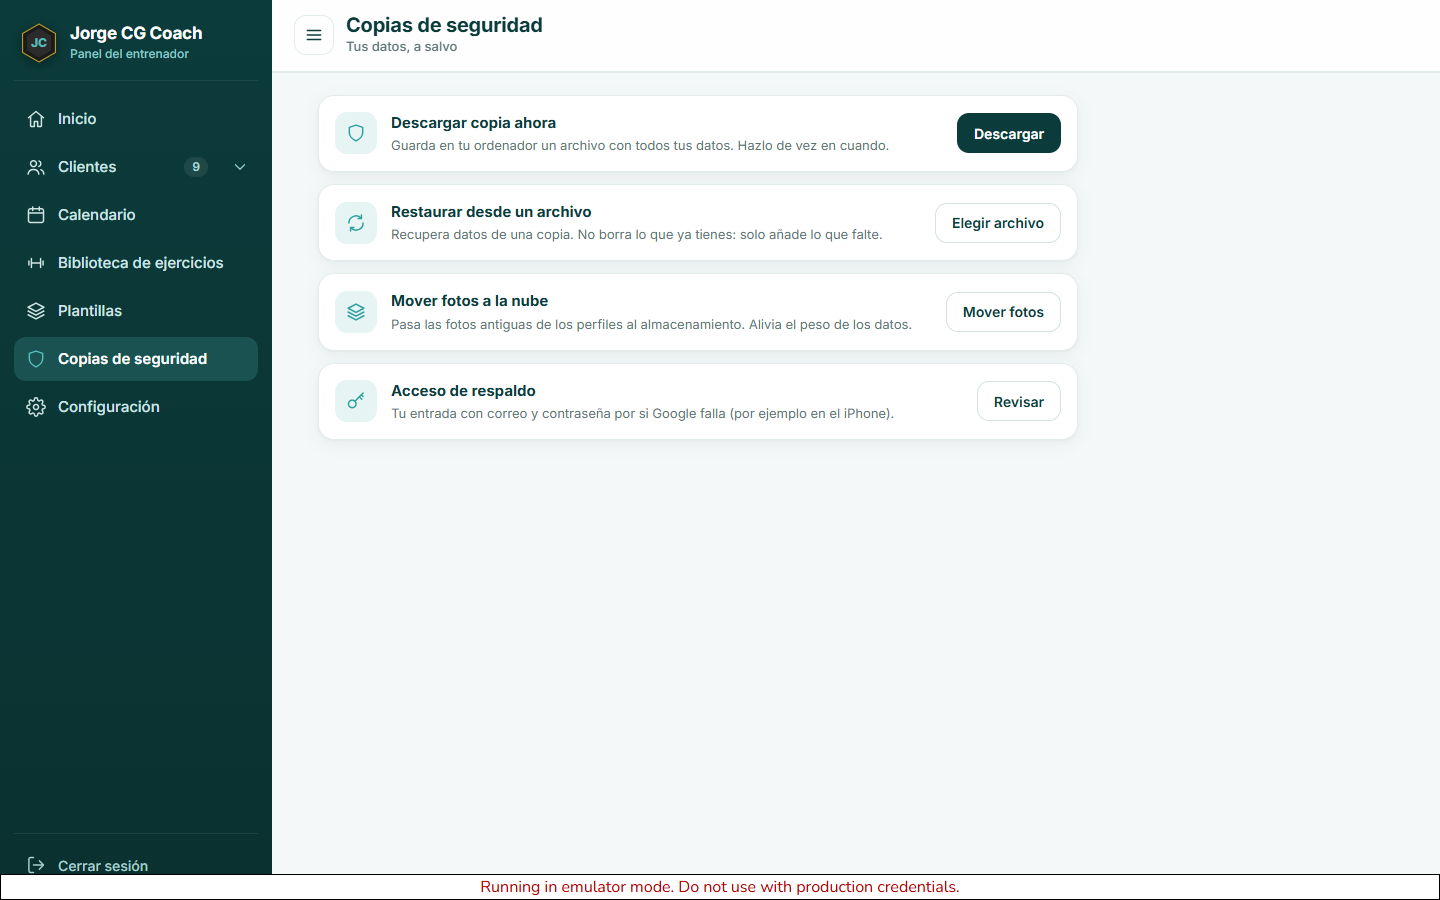 JC
Jorge CG Coach
Panel del entrenador
Inicio
Clientes 9
Calendario
Biblioteca de ejercicios
Plantillas
Copias de seguridad
Configuración
Cerrar sesión
Copias de seguridad
Tus datos, a salvo
Descargar copia ahora
Guarda en tu ordenador un archivo con todos tus datos. Hazlo de vez en cuando.
Descargar
Restaurar desde un archivo
Recupera datos de una copia. No borra lo que ya tienes: solo añade lo que falte.
Elegir archivo
Mover fotos a la nube
Pasa las fotos antiguas de los perfiles al almacenamiento. Alivia el peso de los datos.
Mover fotos
Acceso de respaldo
Tu entrada con correo y contraseña por si Google falla (por ejemplo en el iPhone).
Revisar
Running in emulator mode. Do not use with production credentials.